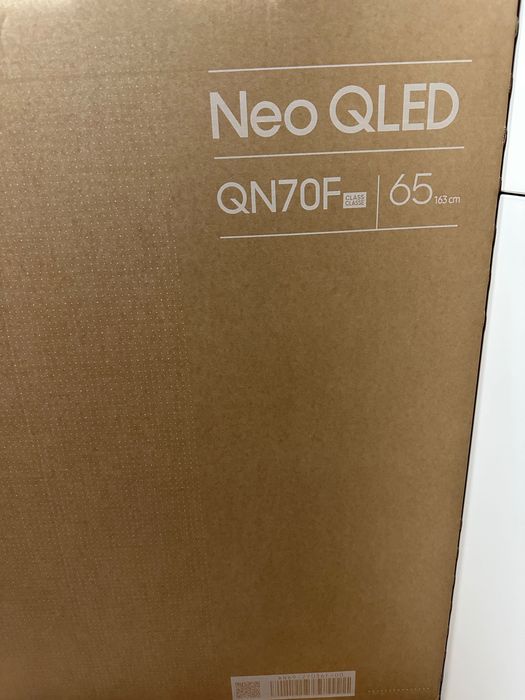 Neo QLED
QN70F CLASS CLASSE 65 163 cm